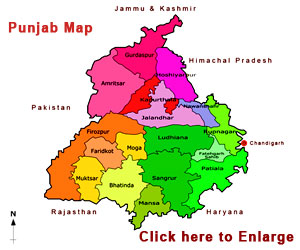 Jammu & Kashmir
Punjab Map
Gurdaspur
Himachal Pradesh
Hoshiyarpur
Amritsar
Kapurthala
Pakistan
Nawanshahr
Jalandhar
Firozpur
Ludhiana
Rupnagar
Chandigarh
Moga
Faridkot
Fatehgarh
Sahib
Patiala
Muktsar
Bhatinda
Sangrur
Mansa
Rajasthan
Haryana
N
Click here to Enlarge